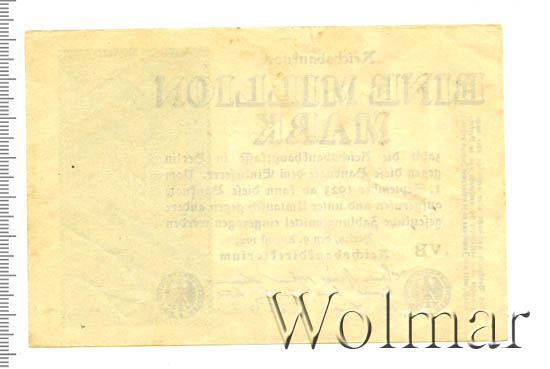 Reichsbanknote
EINE MILLION
MARK
zahlt die Reichsbankhauptkasse in Berlin
gegen diese Banknote dem Einlieferer. Vom
1. September 1923 ab kann diese Banknote
aufgerufen und unter Umtausch gegen andere
gesetzliche Zahlungsmittel eingezogen werden
Berlin, den 9. August 1923
Reichsbankdirektorium
VB
Wolmar